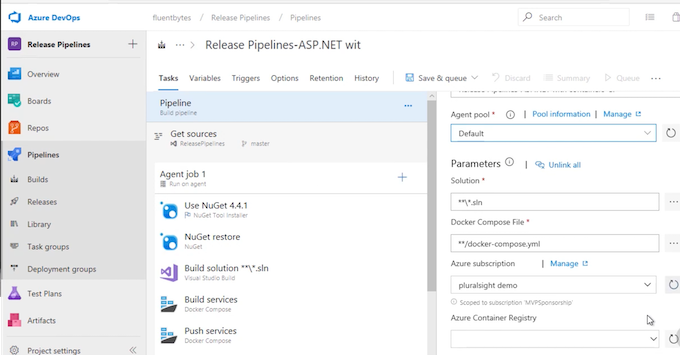 Azure DevOps
fluentbytes / Release Pipelines / Pipelines
Search
RP Release Pipelines
Release Pipelines-ASP.NET wit
Overview
Boards
Repos
Pipelines
Builds
Releases
Library
Task groups
Deployment groups
Test Plans
Artifacts
Project settings
Tasks Variables Triggers Options Retention History Save & queue Discard Summary Queue
Pipeline
Build pipeline
Get sources
ReleasePipelines master
Agent job 1
Run on agent
Use NuGet 4.4.1
NuGet Tool Installer
NuGet restore
NuGet
Build solution **\*.sln
Visual Studio Build
Build services
Docker Compose
Push services
Docker Compose
Agent pool * Pool information | Manage
Default
Parameters Unlink all
Solution *
**\*.sln
Docker Compose File *
**/docker-compose.yml
Azure subscription | Manage
pluralsight demo
Scoped to subscription 'MVPSponsorship'
Azure Container Registry